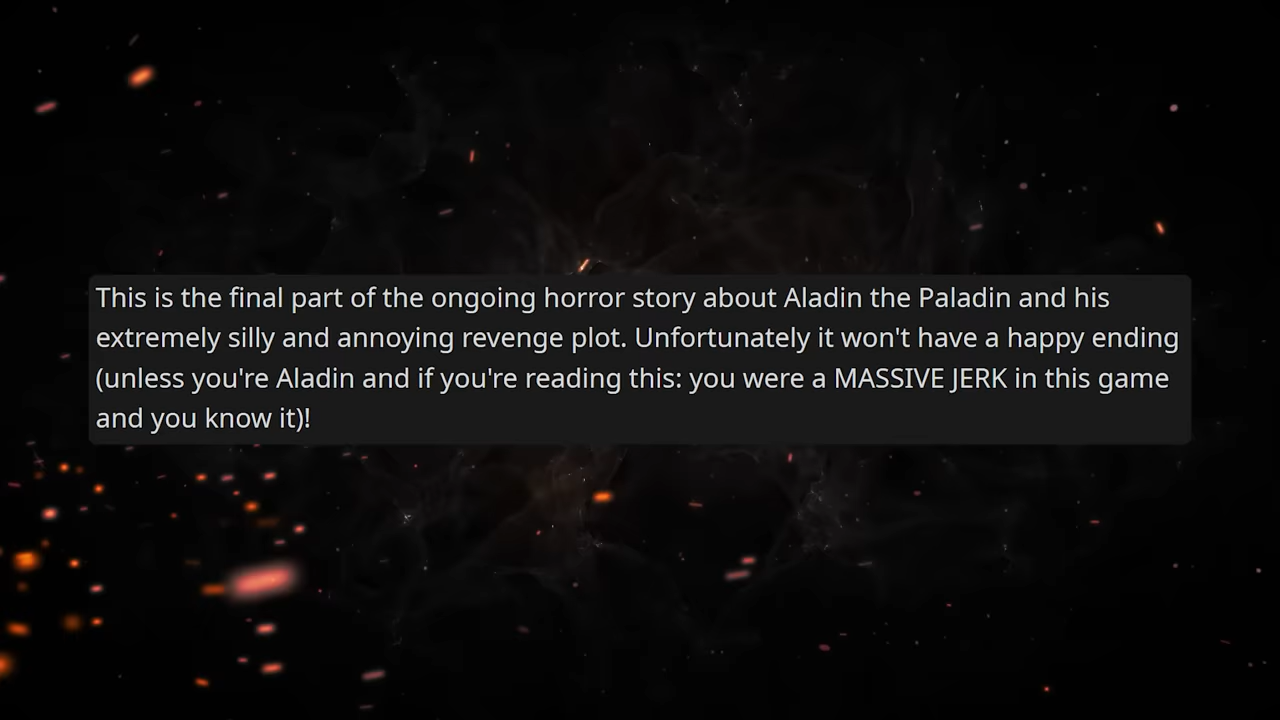 This is the final part of the ongoing horror story about Aladin the Paladin and his
extremely silly and annoying revenge plot. Unfortunately it won't have a happy ending
(unless you're Aladin and if you're reading this: you were a MASSIVE JERK in this game
and you know it)!